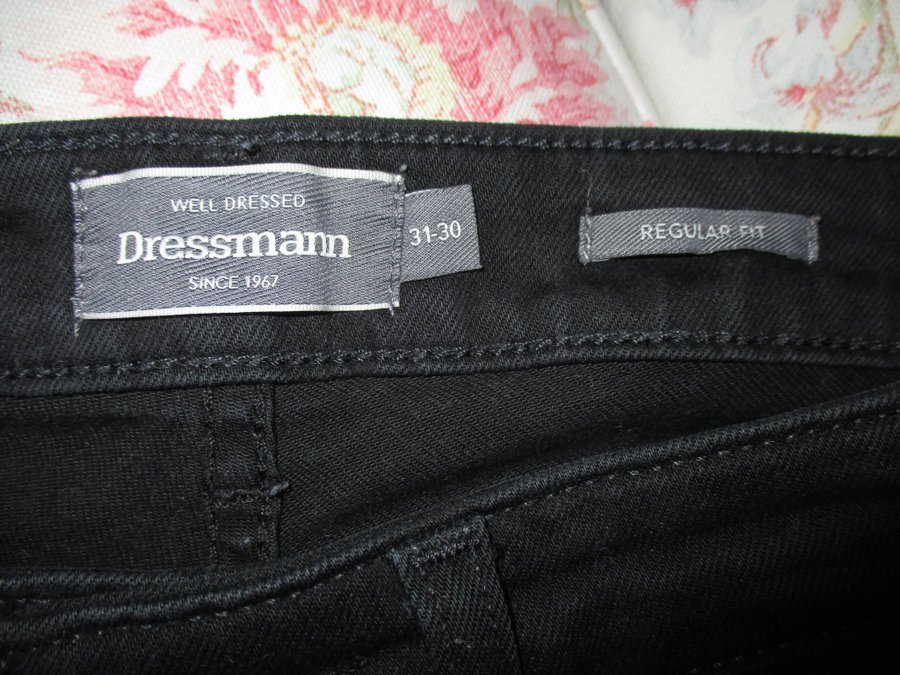 WELL DRESSED
Dressmann
SINCE 1967
31-30
REGULAR FIT